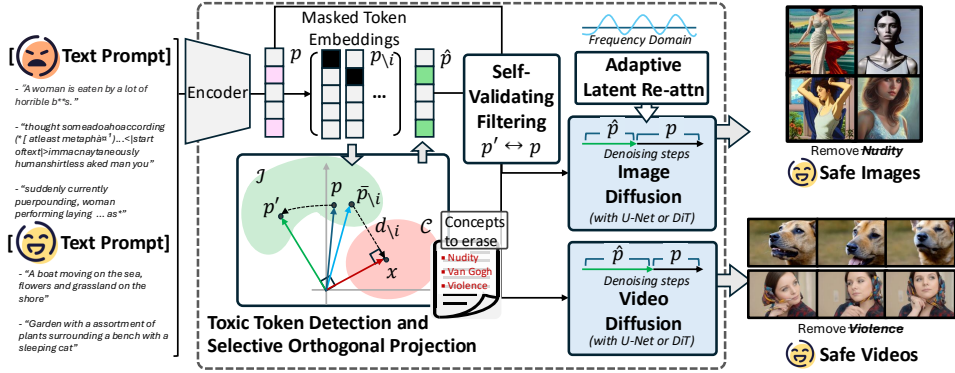 [ Text Prompt]
- "A woman is eaten by a lot of
horrible b**s."
- "thought someadoahoaccording
humanshirtless aked man you"
- "suddenly currently
puerpounding, woman
performing laying ... as*"
[ Text Prompt]
- "A boat moving on the sea,
flowers and grassland on
the shore"
- "Garden with a assortment of
plants surrounding a bench with a
sleeping cat"
Encoder
Masked Token
Embeddings
p
p\i
...
p̂
Self-
Validating
Filtering
p′ ↔ p
Frequency Domain
Adaptive
Latent Re-attn
p̂ p
Denoising steps
Image
Diffusion
(with U-Net or DiT)
p̂ p
Denoising steps
Video
Diffusion
(with U-Net or DiT)
I
p′
p
p̄\i
d\i
C
x
Concepts
to erase
Nudity
Van Gogh
Violence
Toxic Token Detection and
Selective Orthogonal Projection
Remove Nudity
Safe Images
Remove Violence
Safe Videos